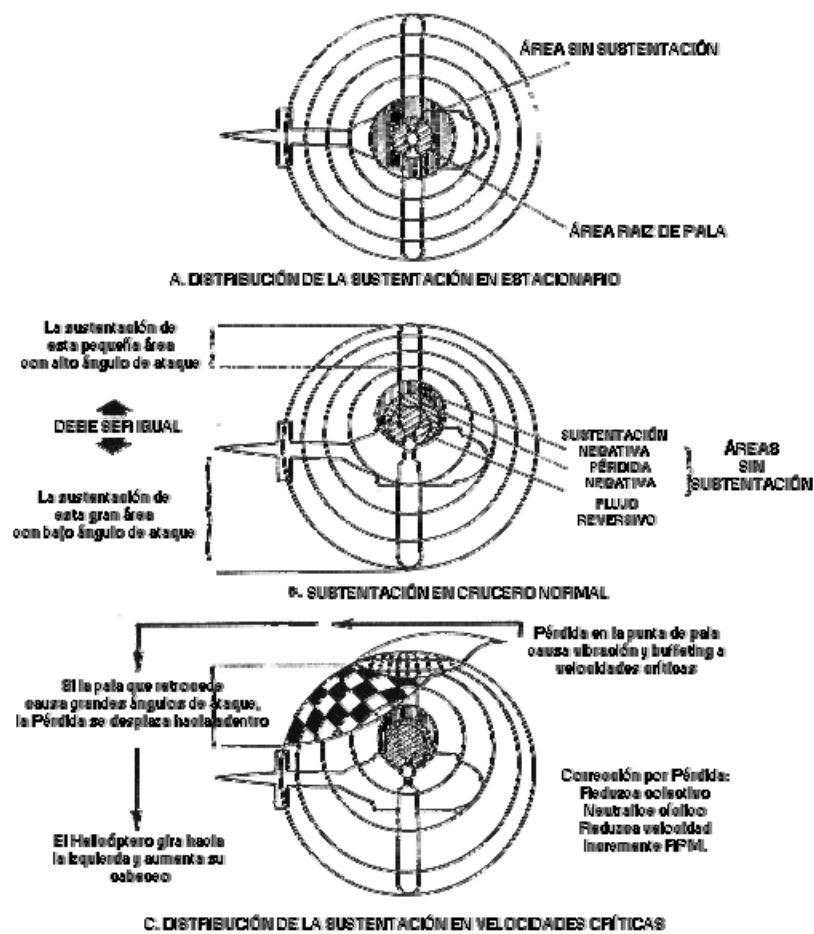 ÁREA SIN SUSTENTACIÓN
ÁREA RAIZ DE PALA
A. DISTRIBUCIÓN DE LA SUSTENTACIÓN EN ESTACIONARIO
La sustentación de
esta pequeña área
con alto ángulo de ataque
DEBE SER IGUAL
La sustentación de
esta gran área
con bajo ángulo de ataque
SUSTENTACIÓN
NEGATIVA
PÉRDIDA
NEGATIVA
FLUJO
REVERSIVO
ÁREAS
SIN
SUSTENTACIÓN
B. SUSTENTACIÓN EN CRUCERO NORMAL
Pérdida en la punta de pala
causa vibración y buffeting a
velocidades críticas
Si la pala que retrocede
causa grandes ángulos de ataque,
la Pérdida se desplaza hacia adentro
El Helicóptero gira hacia
la izquierda y aumenta su
cabeceo
Corrección por Pérdida:
Reduzca colectivo
Neutralice cíclico
Reduzca velocidad
Incremente RPM.
C. DISTRIBUCIÓN DE LA SUSTENTACIÓN EN VELOCIDADES CRÍTICAS